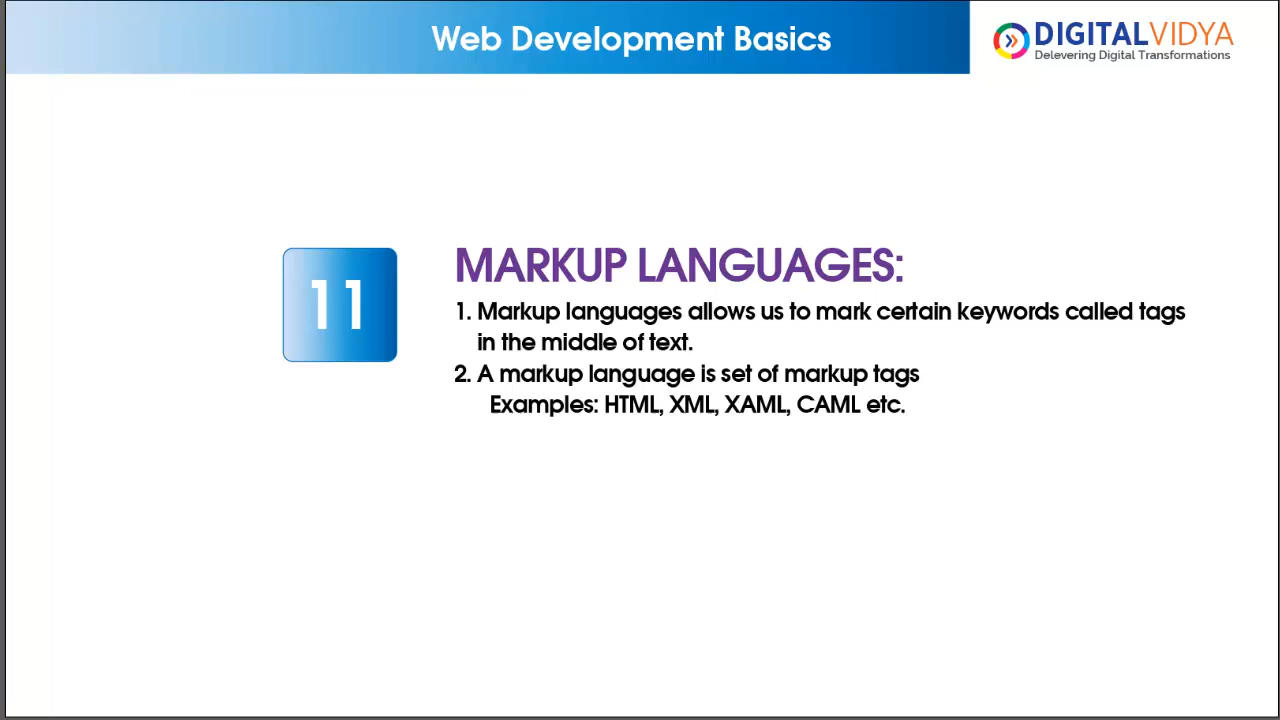 Web Development Basics
DIGITALVIDYA
Delevering Digital Transformations
11
MARKUP LANGUAGES:
1. Markup languages allows us to mark certain keywords called tags
in the middle of text.
2. A markup language is set of markup tags
Examples: HTML, XML, XAML, CAML etc.